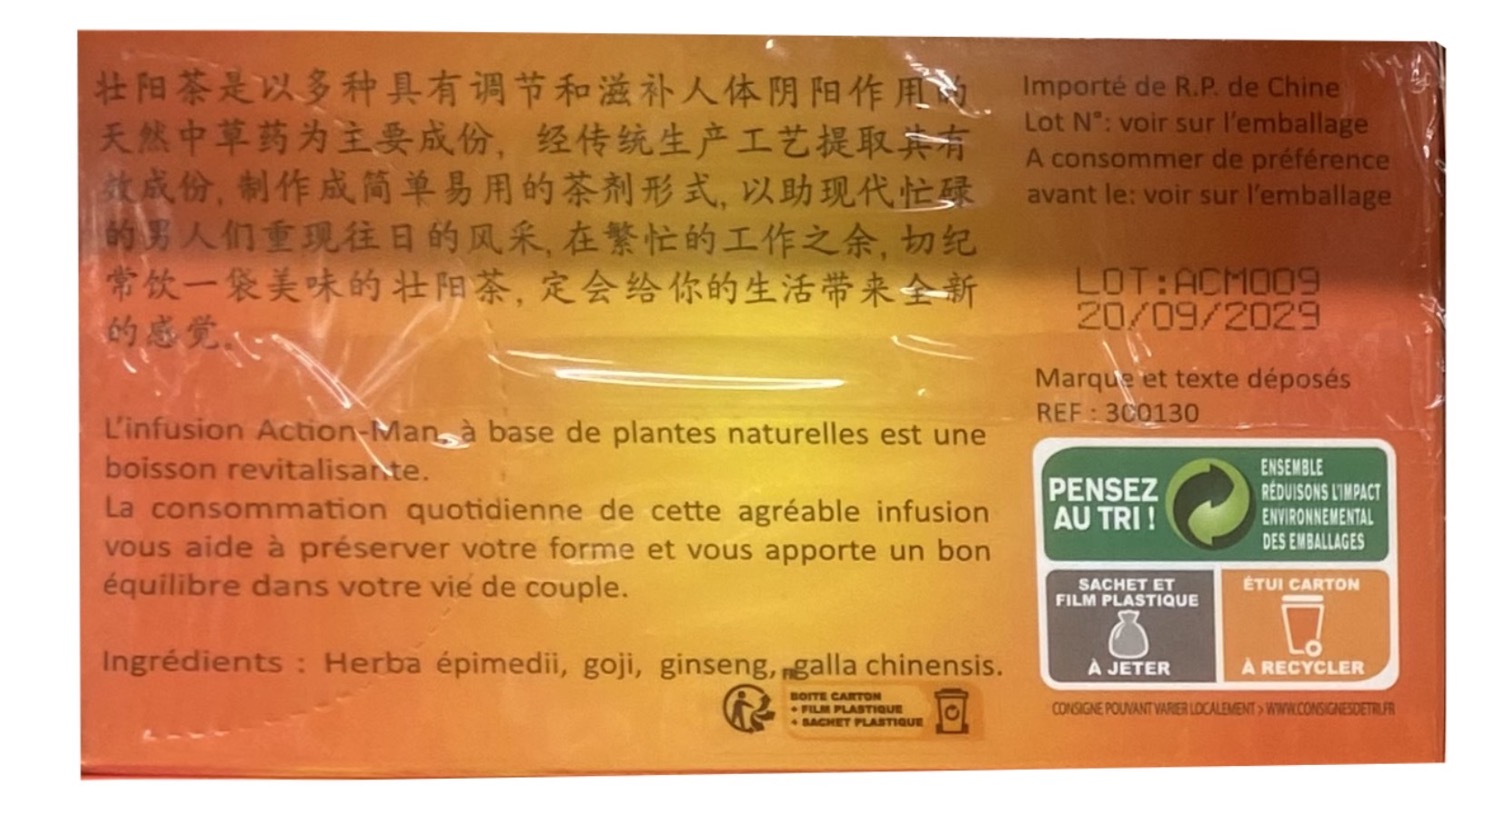 壮阳茶是以多种具有调节和滋补人体阴阳作用的
天然中草药为主要成份，经传统生产工艺提取其有
效成份,制作成简单易用的茶剂形式,以助现代忙碌
的男人们重现往日的风采,在繁忙的工作之余,切纪
常饮一袋美味的壮阳茶,定会给你的生活带来全新
的感觉.
L'infusion Action-Man, à base de plantes naturelles est une
boisson revitalisante.
La consommation quotidienne de cette agréable infusion
vous aide à préserver votre forme et vous apporte un bon
équilibre dans votre vie de couple.
Ingrédients : Herba épimedii, goji, ginseng, galla chinensis.
FR
BOITE CARTON
+ FILM PLASTIQUE
+ SACHET PLASTIQUE
Importé de R.P. de Chine
Lot N°: voir sur l'emballage
A consommer de préférence
avant le: voir sur l'emballage
LOT:ACM009
20/09/2029
Marque et texte déposés
REF : 300130
PENSEZ
AU TRI !
ENSEMBLE
RÉDUISONS L'IMPACT
ENVIRONNEMENTAL
DES EMBALLAGES
SACHET ET
FILM PLASTIQUE
À JETER
ÉTUI CARTON
À RECYCLER
CONSIGNE POUVANT VARIER LOCALEMENT > WWW.CONSIGNESDETRI.FR